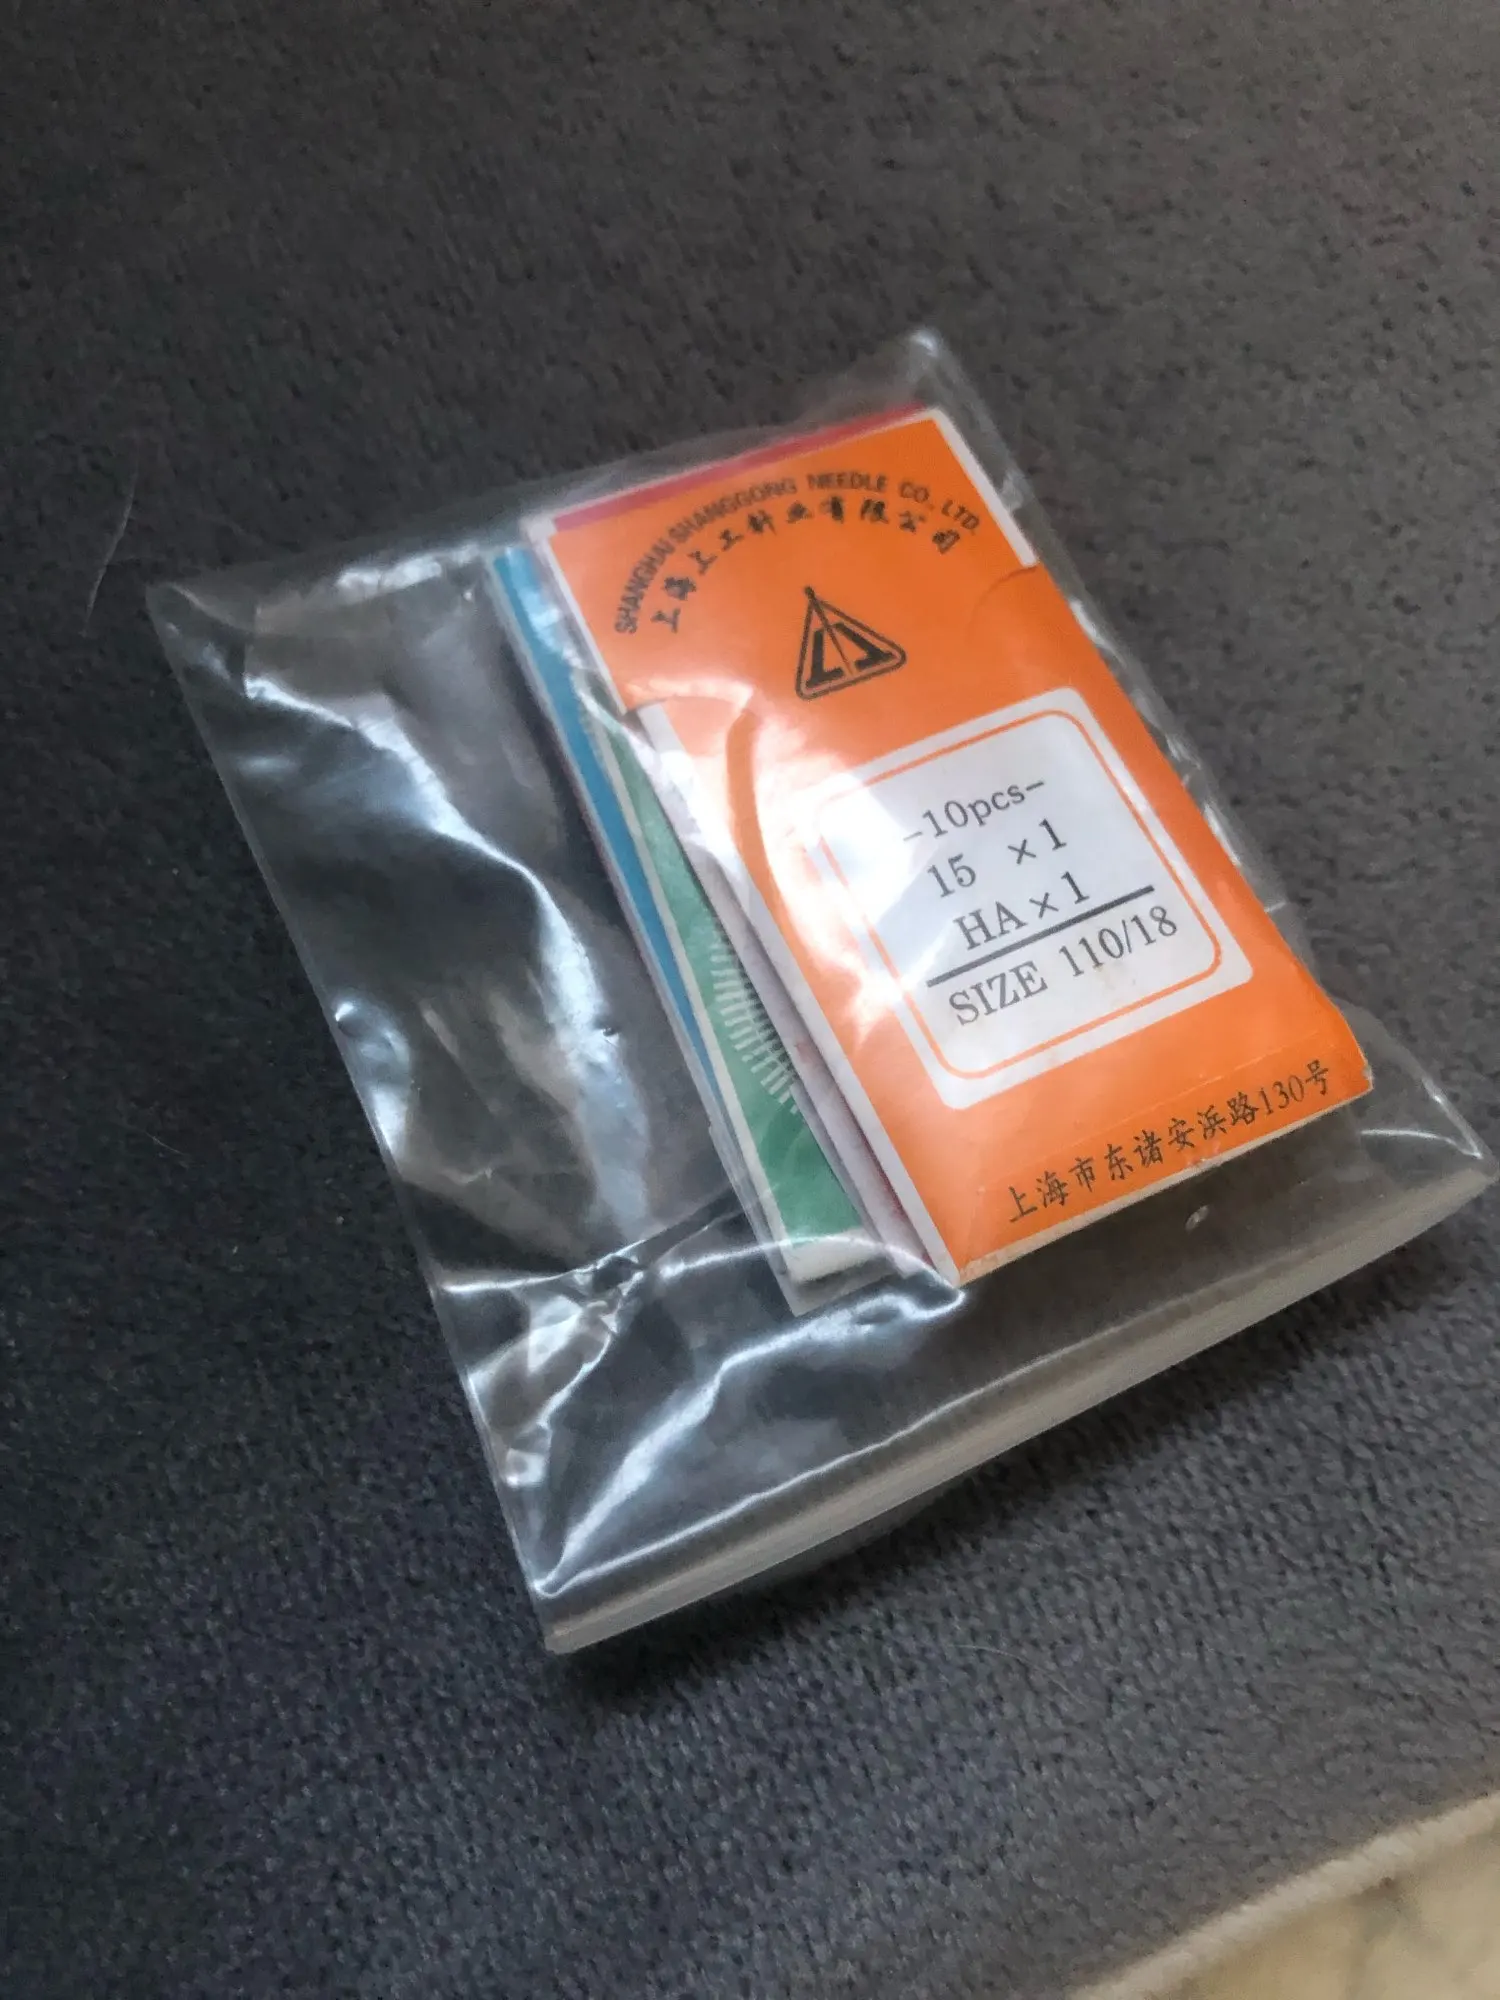 SHANGHAI SHANGGONG NEEDLE CO., LTD.
上海上工针业有限公司
-10pcs-
15 ×1
HA×1
SIZE 110/18
上海市东诸安浜路130号